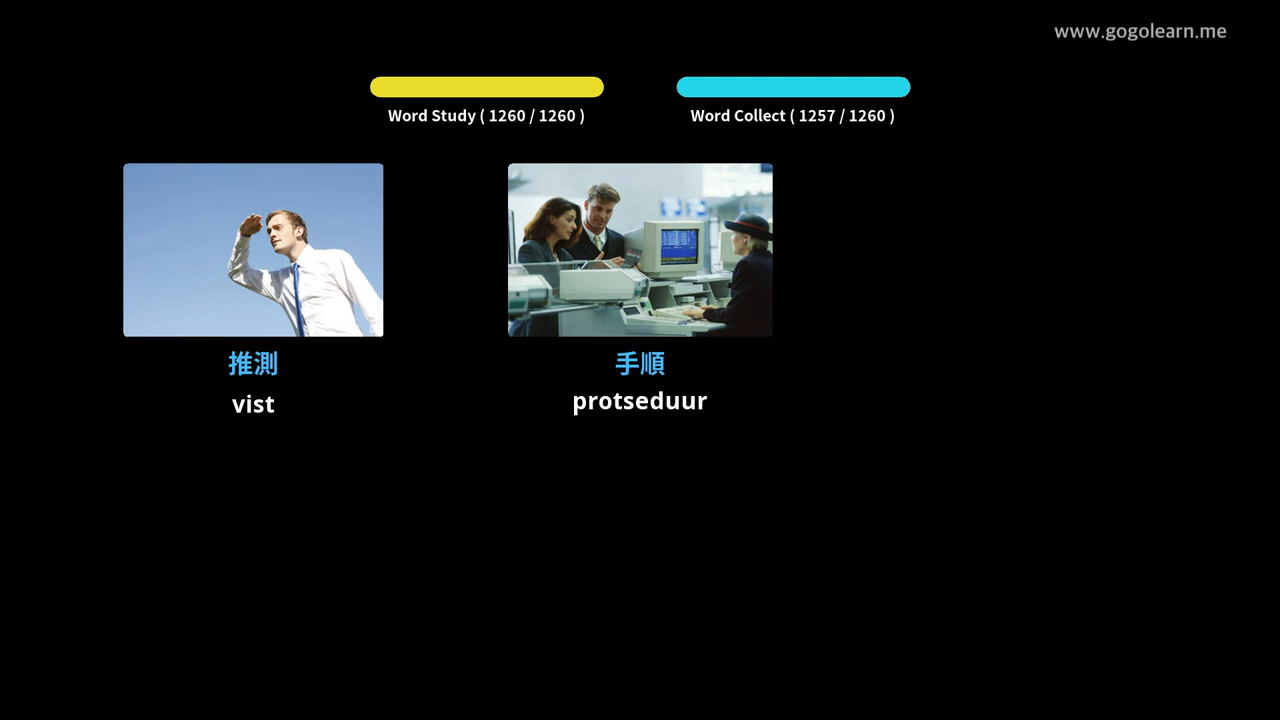 www.gogolearn.me
Word Study ( 1260 / 1260 )
Word Collect ( 1257 / 1260 )
推測
vist
手順
protseduur